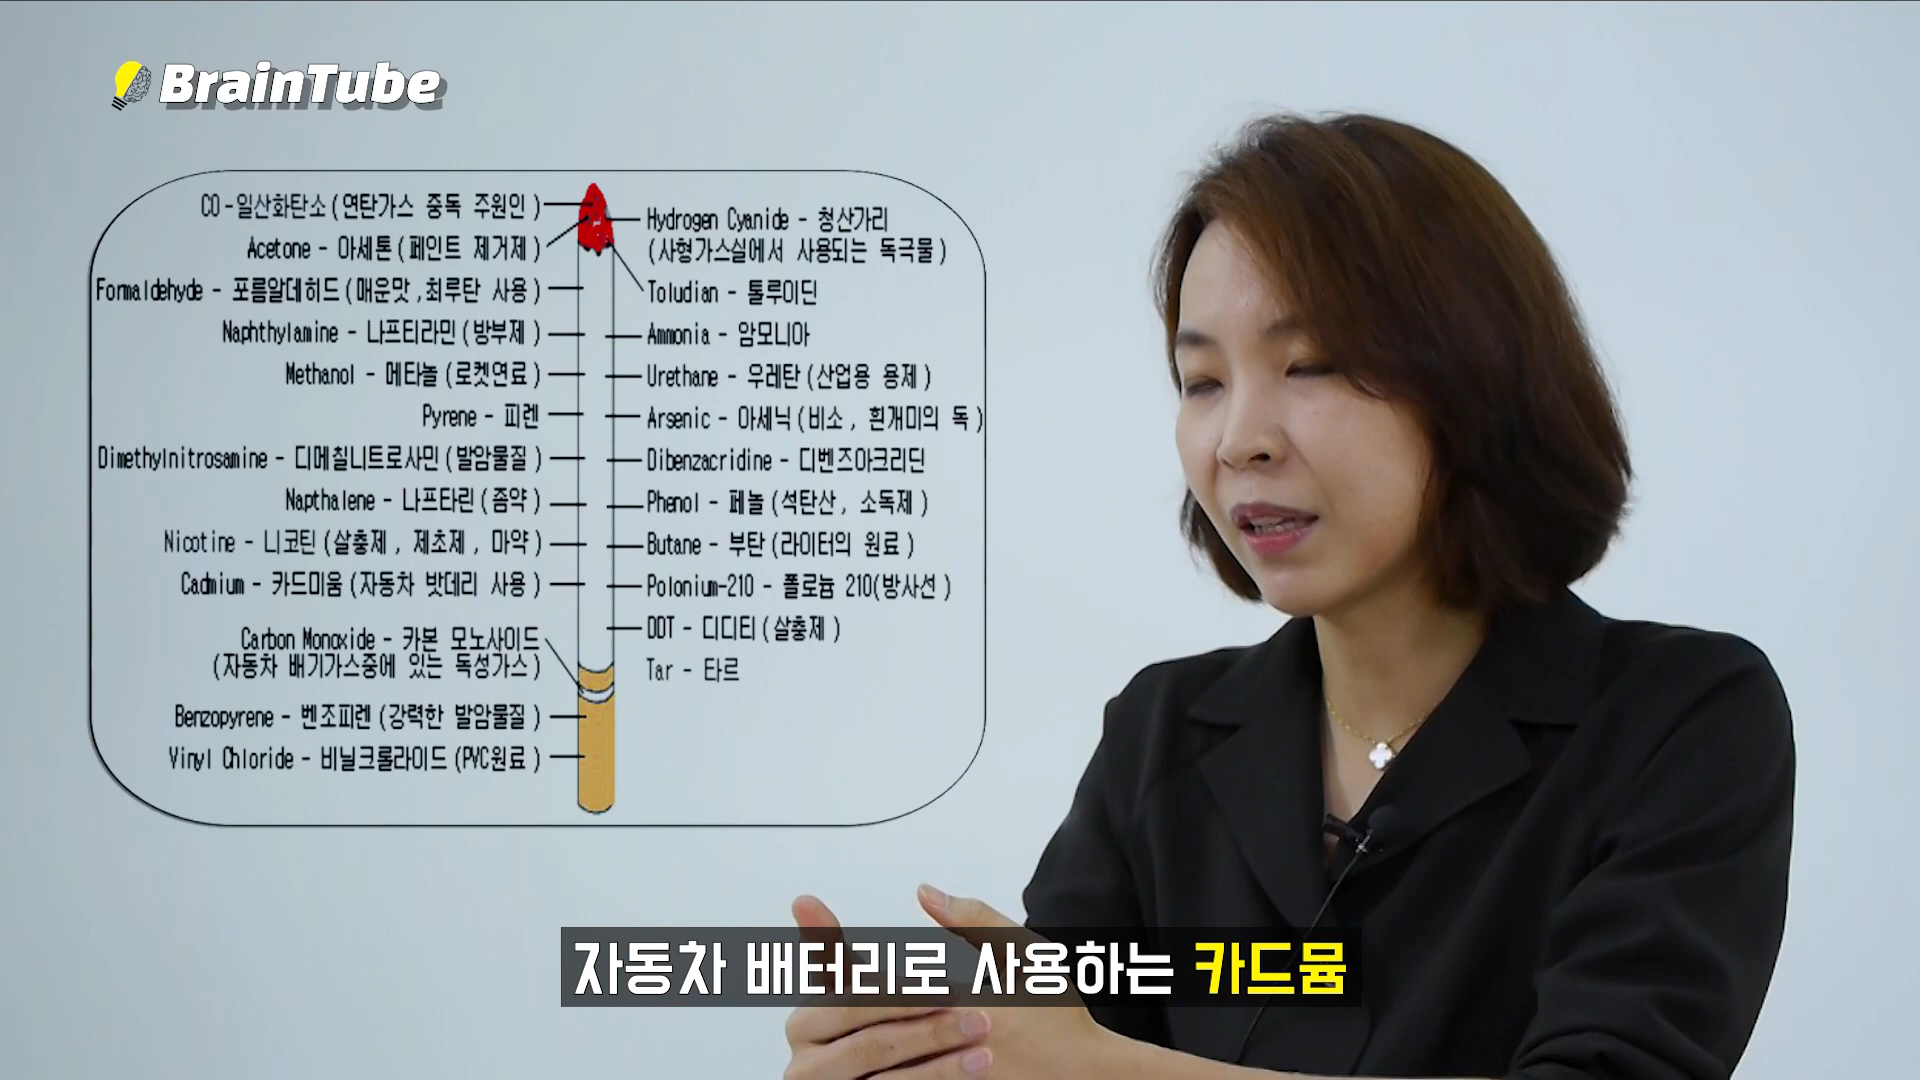 BrainTube
CO-일산화탄소(연탄가스 중독 주원인)
Acetone - 아세톤(페인트 제거제)
Formaldehyde - 포름알데히드(매운맛,최루탄 사용)
Naphthylamine - 나프티라민(방부제)
Methanol - 메타놀(로켓연료)
Pyrene - 피렌
Dimethylnitrosamine - 디메칠니트로사민(발암물질)
Napthalene - 나프타린(좀약)
Nicotine - 니코틴(살충제, 제초제, 마약)
Cadmium - 카드미움(자동차 밧데리 사용)
Carbon Monoxide - 카본 모노사이드
(자동차 배기가스중에 있는 독성가스)
Benzopyrene - 벤조피렌(강력한 발암물질)
Vinyl Chloride - 비닐크롤라이드(PVC원료)
Hydrogen Cyanide - 청산가리
(사형가스실에서 사용되는 독극물)
Toludian - 톨루이딘
Ammonia - 암모니아
Urethane - 우레탄(산업용 용제)
Arsenic - 아세닉(비소, 흰개미의 독)
Dibenzacridine - 디벤즈아크리딘
Phenol - 페놀(석탄산, 소독제)
Butane - 부탄(라이터의 원료)
Polonium-210 - 폴로늄 210(방사선)
DDT - 디디티(살충제)
Tar - 타르
자동차 배터리로 사용하는 카드뮴